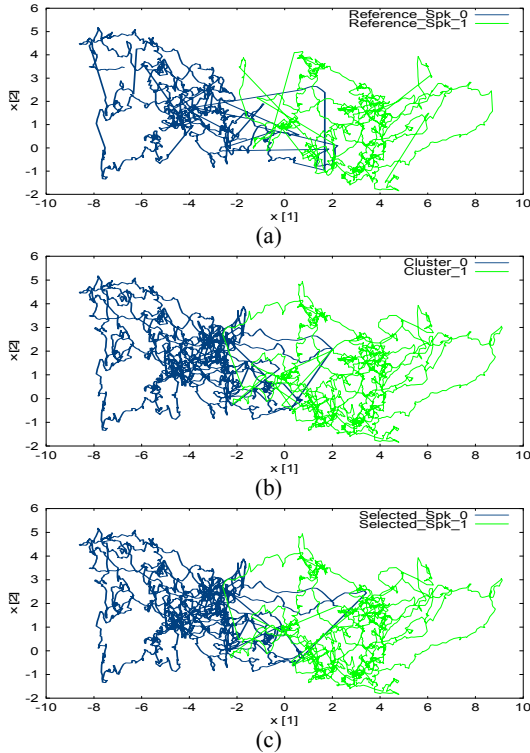 6
5
4
3
2
1
0
-1
-2
x [2]
Reference_Spk_0
Reference_Spk_1
-10 -8 -6 -4 -2 0 2 4 6 8 10
x [1]
(a)
6
5
4
3
2
1
0
-1
-2
x [2]
Cluster_0
Cluster_1
-10 -8 -6 -4 -2 0 2 4 6 8 10
x [1]
(b)
6
5
4
3
2
1
0
-1
-2
x [2]
Selected_Spk_0
Selected_Spk_1
-10 -8 -6 -4 -2 0 2 4 6 8 10
x [1]
(c)